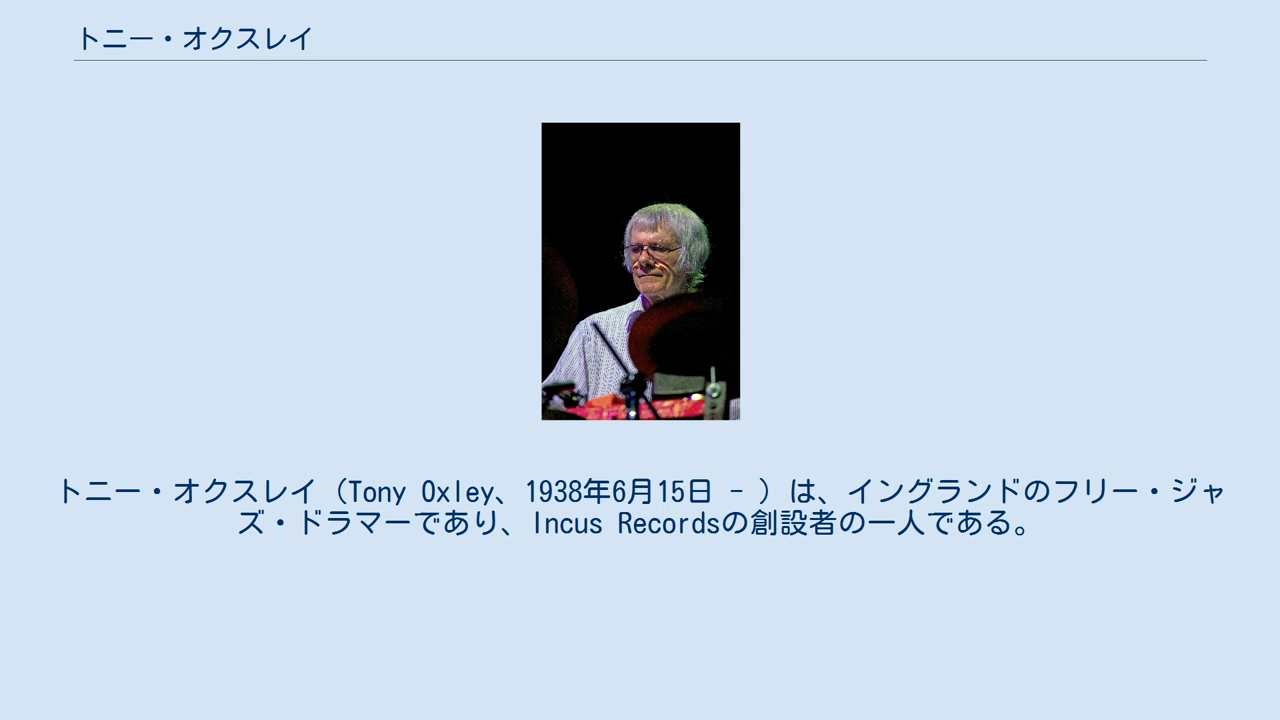 トニー・オクスレイ
トニー・オクスレイ（Tony Oxley、1938年6月15日 - ）は、イングランドのフリー・ジャ
ズ・ドラマーであり、Incus Recordsの創設者の一人である。